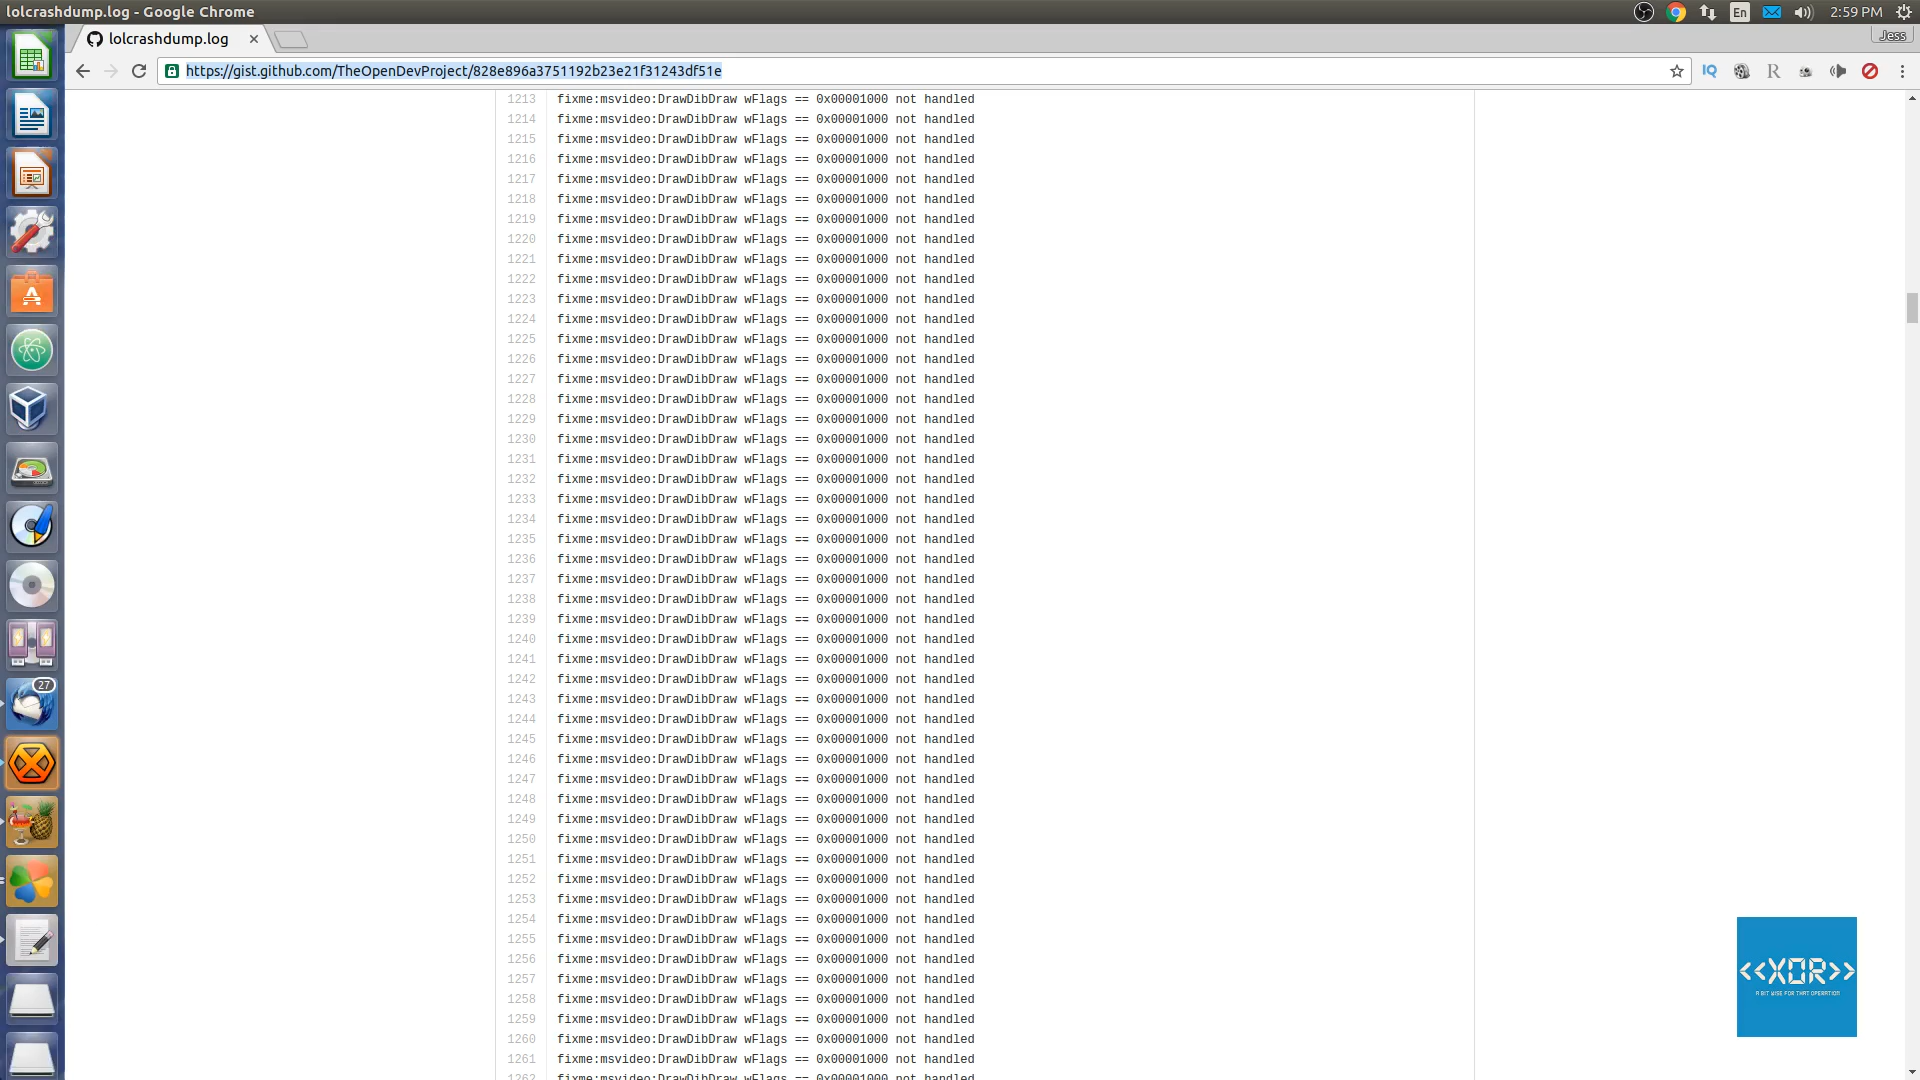 lolcrashdump.log - Google Chrome
En
2:59 PM
lolcrashdump.log
Jess
https://gist.github.com/TheOpenDevProject/828e896a3751192b23e21f31243df51e
IQ
R
1213 fixme:msvideo:DrawDibDraw wFlags == 0x00001000 not handled
1214 fixme:msvideo:DrawDibDraw wFlags == 0x00001000 not handled
1215 fixme:msvideo:DrawDibDraw wFlags == 0x00001000 not handled
1216 fixme:msvideo:DrawDibDraw wFlags == 0x00001000 not handled
1217 fixme:msvideo:DrawDibDraw wFlags == 0x00001000 not handled
1218 fixme:msvideo:DrawDibDraw wFlags == 0x00001000 not handled
1219 fixme:msvideo:DrawDibDraw wFlags == 0x00001000 not handled
1220 fixme:msvideo:DrawDibDraw wFlags == 0x00001000 not handled
1221 fixme:msvideo:DrawDibDraw wFlags == 0x00001000 not handled
1222 fixme:msvideo:DrawDibDraw wFlags == 0x00001000 not handled
1223 fixme:msvideo:DrawDibDraw wFlags == 0x00001000 not handled
1224 fixme:msvideo:DrawDibDraw wFlags == 0x00001000 not handled
1225 fixme:msvideo:DrawDibDraw wFlags == 0x00001000 not handled
1226 fixme:msvideo:DrawDibDraw wFlags == 0x00001000 not handled
1227 fixme:msvideo:DrawDibDraw wFlags == 0x00001000 not handled
1228 fixme:msvideo:DrawDibDraw wFlags == 0x00001000 not handled
1229 fixme:msvideo:DrawDibDraw wFlags == 0x00001000 not handled
1230 fixme:msvideo:DrawDibDraw wFlags == 0x00001000 not handled
1231 fixme:msvideo:DrawDibDraw wFlags == 0x00001000 not handled
1232 fixme:msvideo:DrawDibDraw wFlags == 0x00001000 not handled
1233 fixme:msvideo:DrawDibDraw wFlags == 0x00001000 not handled
1234 fixme:msvideo:DrawDibDraw wFlags == 0x00001000 not handled
1235 fixme:msvideo:DrawDibDraw wFlags == 0x00001000 not handled
1236 fixme:msvideo:DrawDibDraw wFlags == 0x00001000 not handled
1237 fixme:msvideo:DrawDibDraw wFlags == 0x00001000 not handled
1238 fixme:msvideo:DrawDibDraw wFlags == 0x00001000 not handled
1239 fixme:msvideo:DrawDibDraw wFlags == 0x00001000 not handled
1240 fixme:msvideo:DrawDibDraw wFlags == 0x00001000 not handled
1241 fixme:msvideo:DrawDibDraw wFlags == 0x00001000 not handled
1242 fixme:msvideo:DrawDibDraw wFlags == 0x00001000 not handled
27
1243 fixme:msvideo:DrawDibDraw wFlags == 0x00001000 not handled
1244 fixme:msvideo:DrawDibDraw wFlags == 0x00001000 not handled
1245 fixme:msvideo:DrawDibDraw wFlags == 0x00001000 not handled
1246 fixme:msvideo:DrawDibDraw wFlags == 0x00001000 not handled
1247 fixme:msvideo:DrawDibDraw wFlags == 0x00001000 not handled
1248 fixme:msvideo:DrawDibDraw wFlags == 0x00001000 not handled
1249 fixme:msvideo:DrawDibDraw wFlags == 0x00001000 not handled
1250 fixme:msvideo:DrawDibDraw wFlags == 0x00001000 not handled
1251 fixme:msvideo:DrawDibDraw wFlags == 0x00001000 not handled
1252 fixme:msvideo:DrawDibDraw wFlags == 0x00001000 not handled
1253 fixme:msvideo:DrawDibDraw wFlags == 0x00001000 not handled
1254 fixme:msvideo:DrawDibDraw wFlags == 0x00001000 not handled
1255 fixme:msvideo:DrawDibDraw wFlags == 0x00001000 not handled
1256 fixme:msvideo:DrawDibDraw wFlags == 0x00001000 not handled
1257 fixme:msvideo:DrawDibDraw wFlags == 0x00001000 not handled
1258 fixme:msvideo:DrawDibDraw wFlags == 0x00001000 not handled
1259 fixme:msvideo:DrawDibDraw wFlags == 0x00001000 not handled
1260 fixme:msvideo:DrawDibDraw wFlags == 0x00001000 not handled
1261 fixme:msvideo:DrawDibDraw wFlags == 0x00001000 not handled
1262 fixme:msvideo:DrawDibDraw wFlags == 0x00001000 not handled
<<XOR>>
A BIT WISE FOR THAT OPERATION